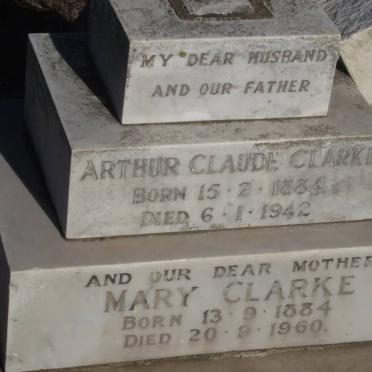 MY DEAR HUSBAND
AND OUR FATHER
ARTHUR CLAUDE CLARKE
BORN 15 · 2 · 1884
DIED 6 · 1 · 1942
AND OUR DEAR MOTHER
MARY CLARKE
BORN 13 · 9 · 1884
DIED 20 · 9 · 1960.